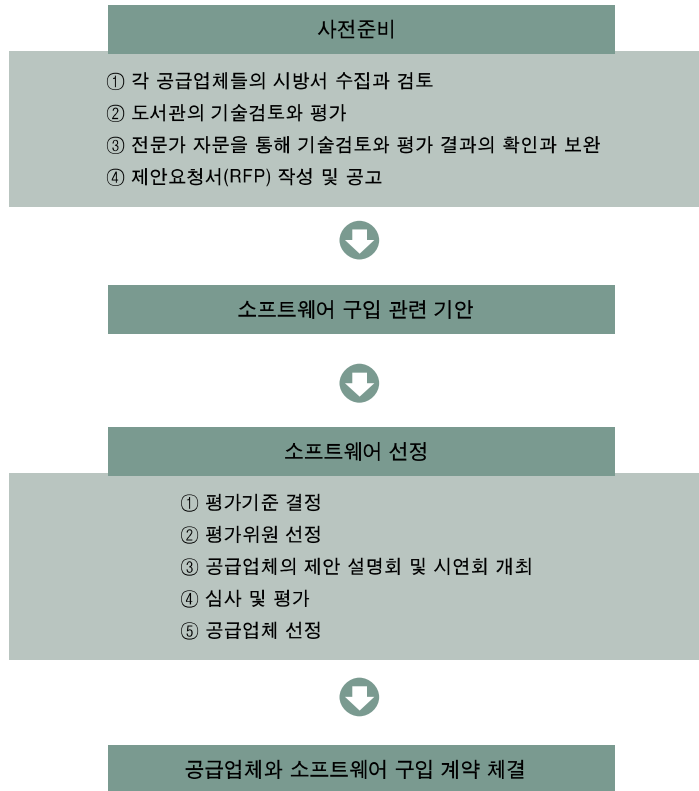 사전준비
① 각 공급업체들의 시방서 수집과 검토
② 도서관의 기술검토와 평가
③ 전문가 자문을 통해 기술검토와 평가 결과의 확인과 보완
④ 제안요청서(RFP) 작성 및 공고
소프트웨어 구입 관련 기안
소프트웨어 선정
① 평가기준 결정
② 평가위원 선정
③ 공급업체의 제안 설명회 및 시연회 개최
④ 심사 및 평가
⑤ 공급업체 선정
공급업체와 소프트웨어 구입 계약 체결